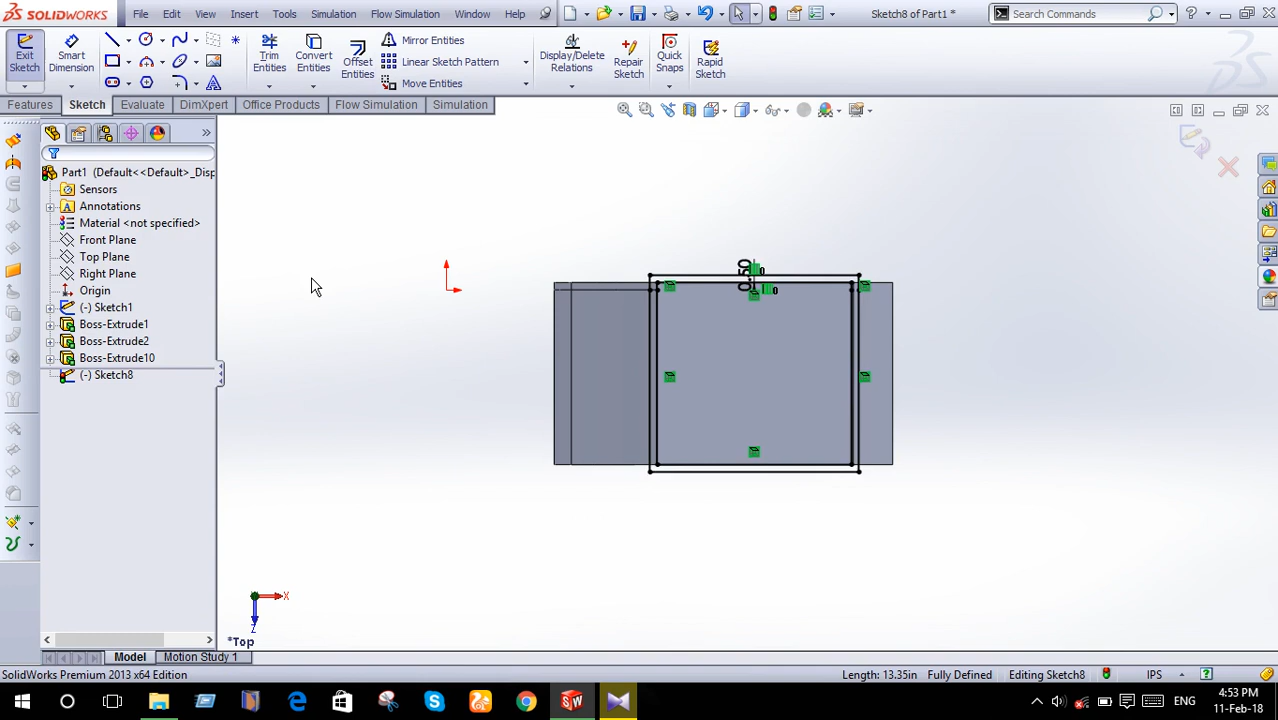 SOLIDWORKS File Edit View Insert Tools Simulation Flow Simulation Window Help Sketch8 of Part1 * Search Commands
Exit Sketch
Smart Dimension
Trim Entities
Convert Entities
Offset Entities
Mirror Entities
Linear Sketch Pattern
Move Entities
Display/Delete Relations
Repair Sketch
Quick Snaps
Rapid Sketch
Features Sketch Evaluate DimXpert Office Products Flow Simulation Simulation
Part1 (Default<<Default>_Disp
Sensors
Annotations
Material <not specified>
Front Plane
Top Plane
Right Plane
Origin
(-) Sketch1
Boss-Extrude1
Boss-Extrude2
Boss-Extrude10
(-) Sketch8
0.50
0
0
X
Z
*Top
Model Motion Study 1
SolidWorks Premium 2013 x64 Edition Length: 13.35in Fully Defined Editing Sketch8 IPS
ENG 4:53 PM
11-Feb-18